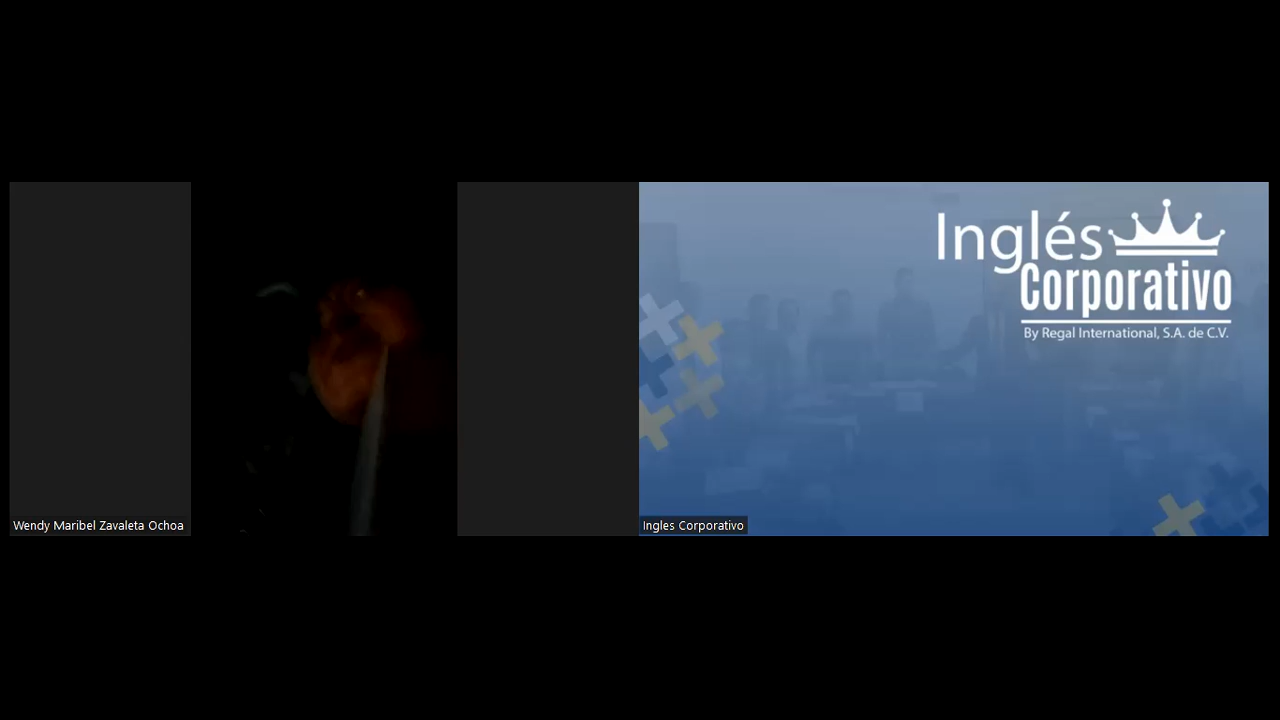 Inglés
Corporativo
By Regal International, S.A. de C.V.
Wendy Maribel Zavaleta Ochoa
Ingles Corporativo